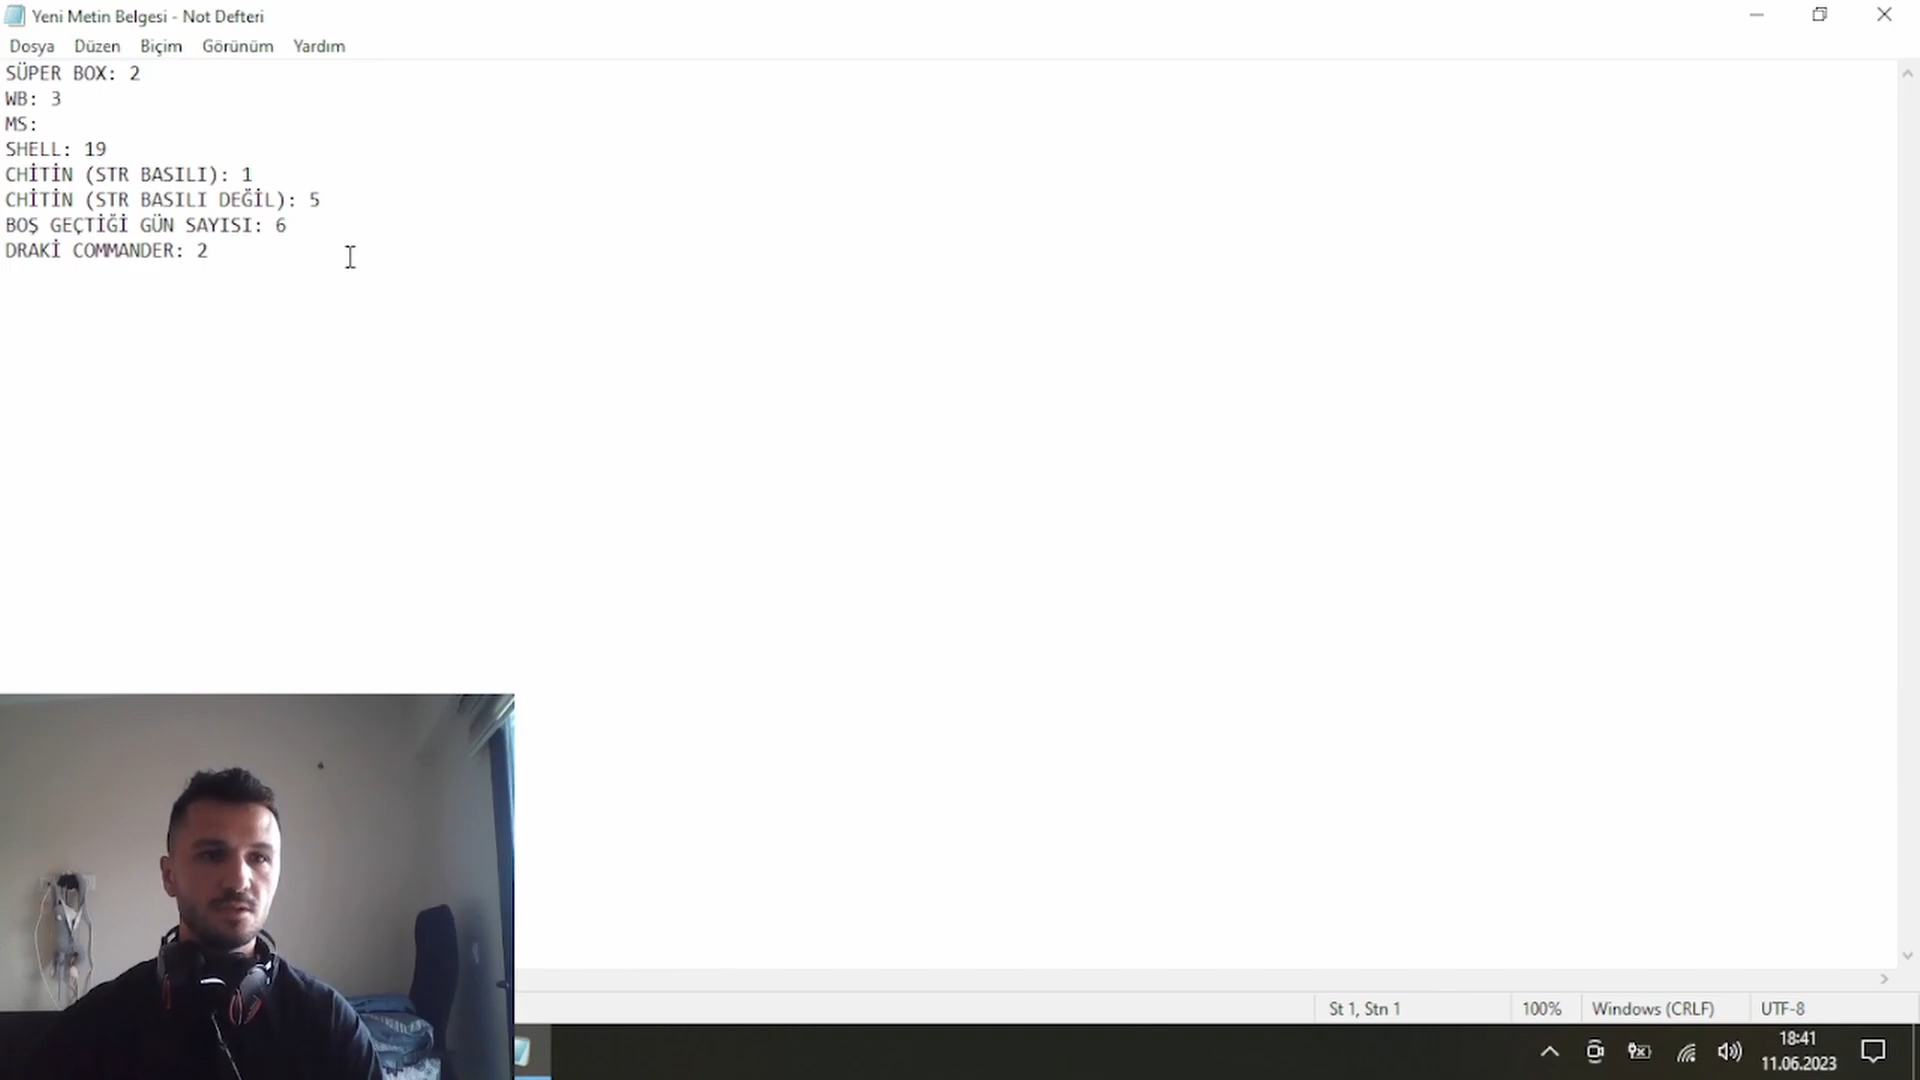 Yeni Metin Belgesi - Not Defteri
Dosya Düzen Biçim Görünüm Yardım
SÜPER BOX: 2
WB: 3
MS:
SHELL: 19
CHİTİN (STR BASILI): 1
CHİTİN (STR BASILI DEĞİL): 5
BOŞ GEÇTİĞİ GÜN SAYISI: 6
DRAKİ COMMANDER: 2
St 1, Stn 1 100% Windows (CRLF) UTF-8
18:41
11.06.2023